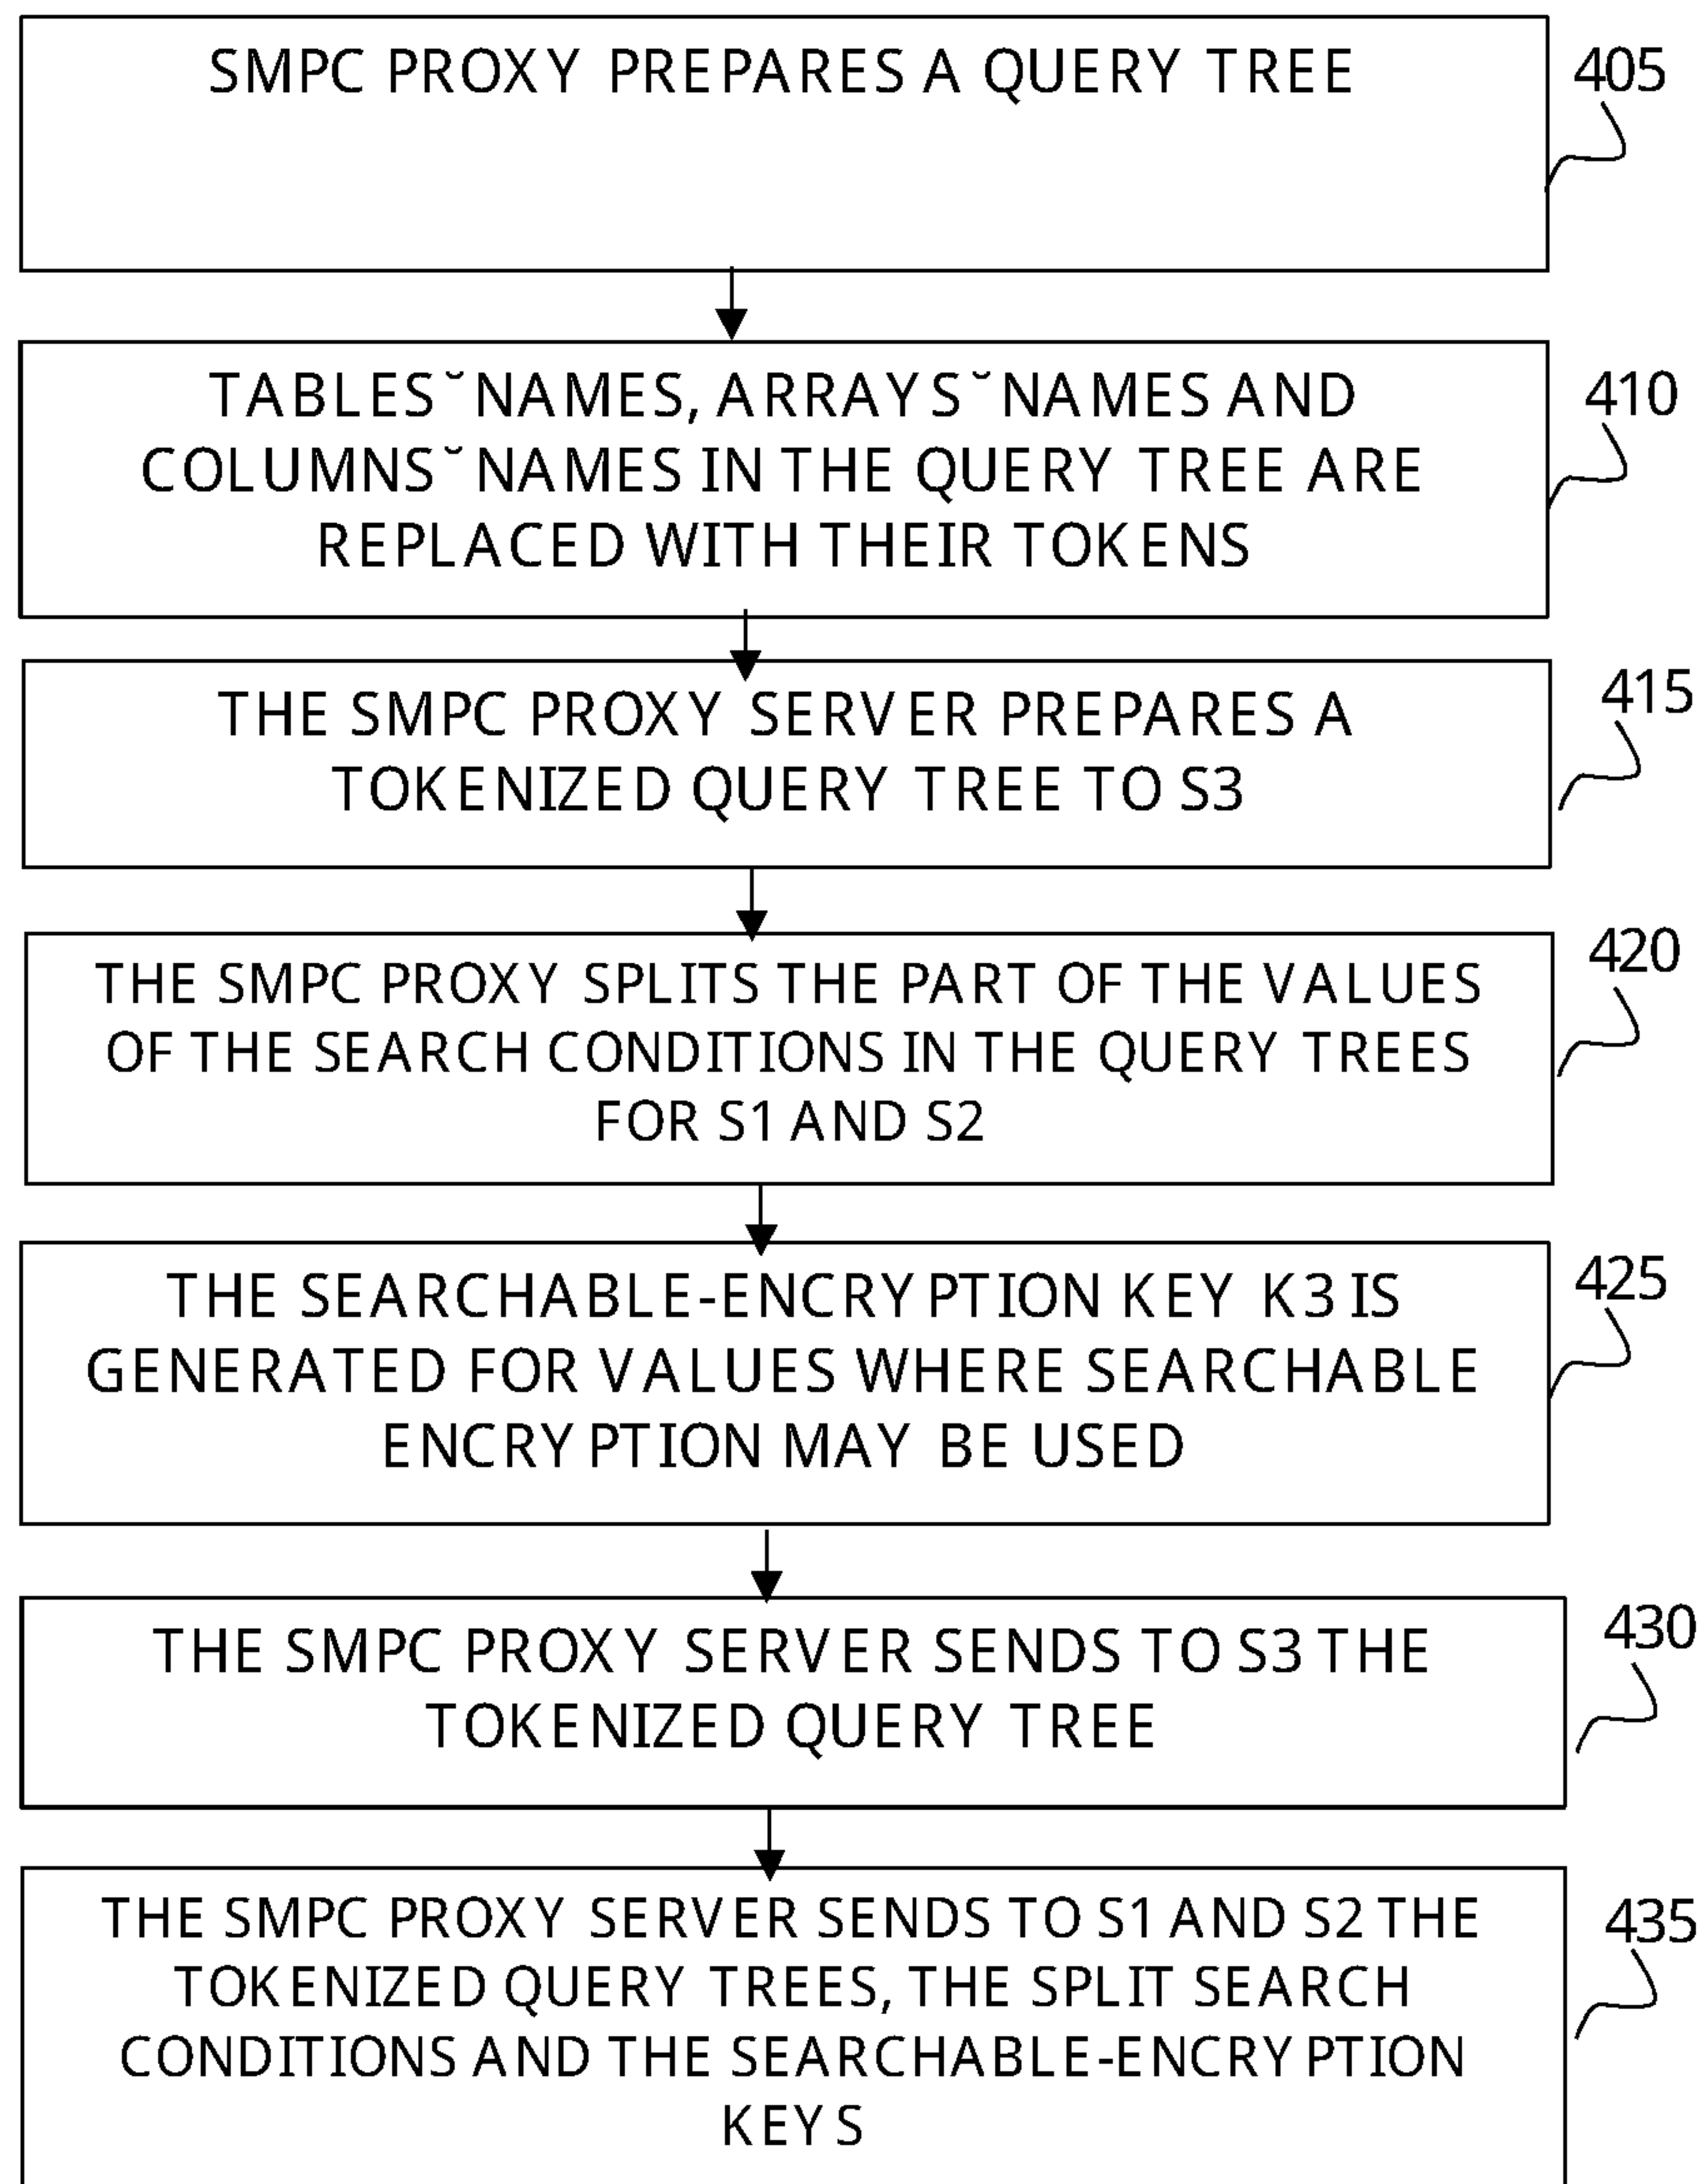 SMPC PROXY PREPARES A QUERY TREE
405
TABLES˘NAMES, ARRAYS˘NAMES AND
COLUMNS˘NAMES IN THE QUERY TREE ARE
REPLACED WITH THEIR TOKENS
410
THE SMPC PROXY SERVER PREPARES A
TOKENIZED QUERY TREE TO S3
415
THE SMPC PROXY SPLITS THE PART OF THE VALUES
OF THE SEARCH CONDITIONS IN THE QUERY TREES
FOR S1 AND S2
420
THE SEARCHABLE-ENCRYPTION KEY K3 IS
GENERATED FOR VALUES WHERE SEARCHABLE
ENCRYPTION MAY BE USED
425
THE SMPC PROXY SERVER SENDS TO S3 THE
TOKENIZED QUERY TREE
430
THE SMPC PROXY SERVER SENDS TO S1 AND S2 THE
TOKENIZED QUERY TREES, THE SPLIT SEARCH
CONDITIONS AND THE SEARCHABLE-ENCRYPTION
KEYS
435